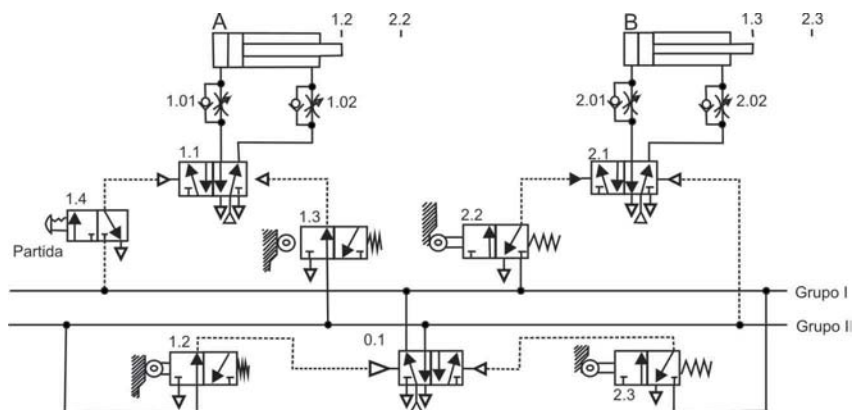 A 1.2 2.2 B 1.3 2.3
1.01 1.02 2.01 2.02
1.1 2.1
1.4 1.3 2.2
Partida
Grupo I
Grupo II
1.2 0.1 2.3